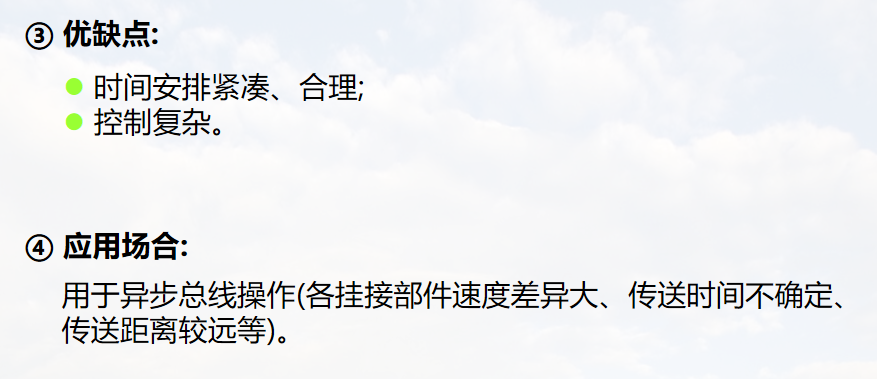 ③ 优缺点:
时间安排紧凑、合理;
控制复杂。
④ 应用场合:
用于异步总线操作(各挂接部件速度差异大、传送时间不确定、
传送距离较远等)。